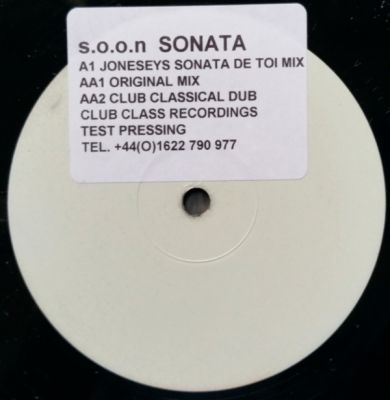 s.o.o.n SONATA
A1 JONESEYS SONATA DE TOI MIX
AA1 ORIGINAL MIX
AA2 CLUB CLASSICAL DUB
CLUB CLASS RECORDINGS
TEST PRESSING
TEL. +44(O)1622 790 977